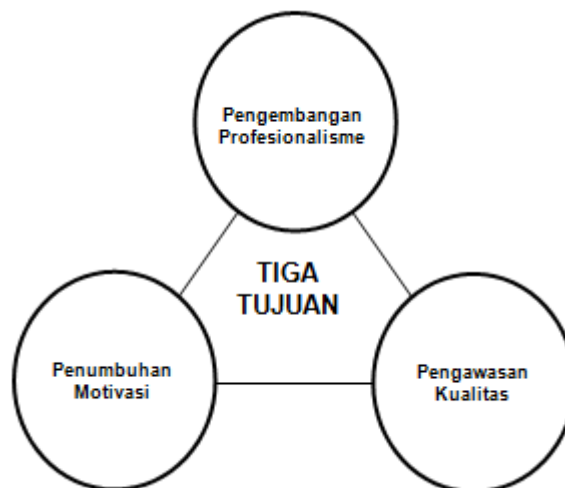 Pengembangan
Profesionalisme
TIGA
TUJUAN
Penumbuhan
Motivasi
Pengawasan
Kualitas